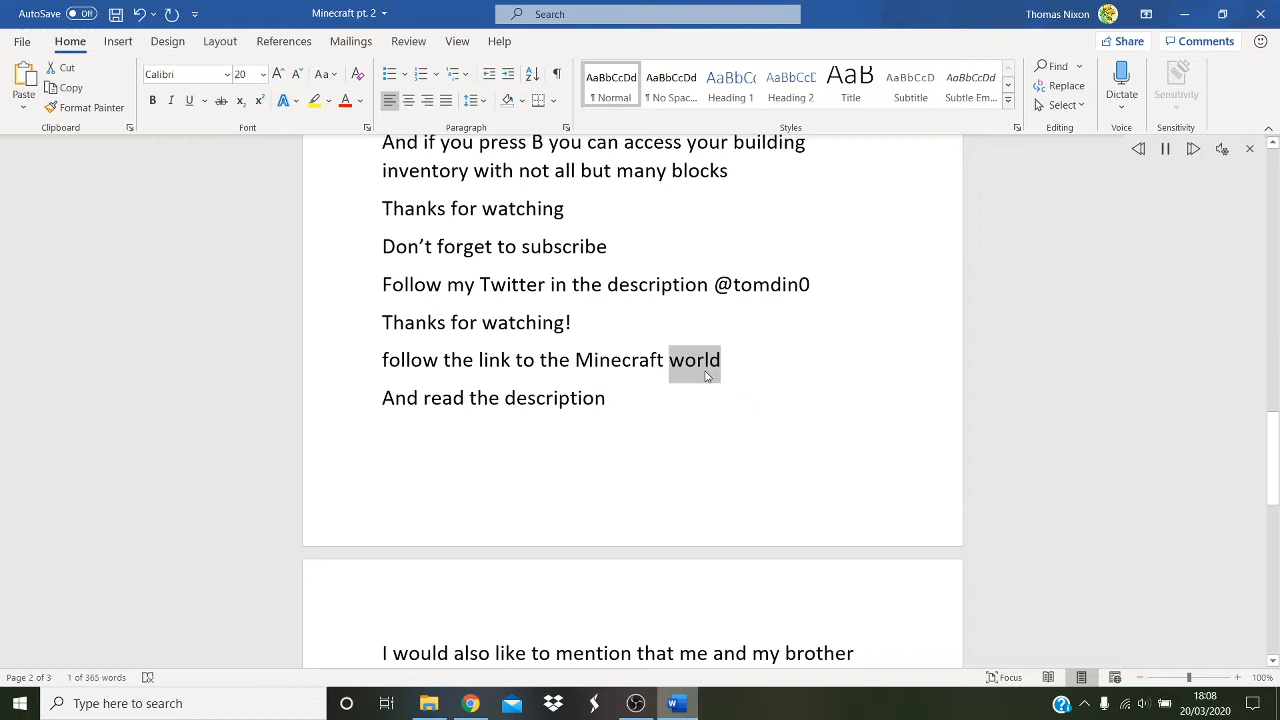 AutoSave Off Minecraft pt. 2 Search Thomas Nixon
File Home Insert Design Layout References Mailings Review View Help Share Comments
Paste Cut Copy Format Painter
Calibri 20
AaBbCcDd AaBbCcDd AaBbCc AaBbCcD AaB AaBbCcD AaBbCcDd
¶ Normal ¶ No Spac... Heading 1 Heading 2 Title Subtitle Subtle Em...
Find Replace Select Dictate Sensitivity
Clipboard Font Paragraph Styles Editing Voice Sensitivity
And if you press B you can access your building
inventory with not all but many blocks
Thanks for watching
Don’t forget to subscribe
Follow my Twitter in the description @tomdin0
Thanks for watching!
follow the link to the Minecraft world
And read the description
I would also like to mention that me and my brother
Page 2 of 3 1 of 365 words Focus 100%
Type here to search 18:08
20/03/2020